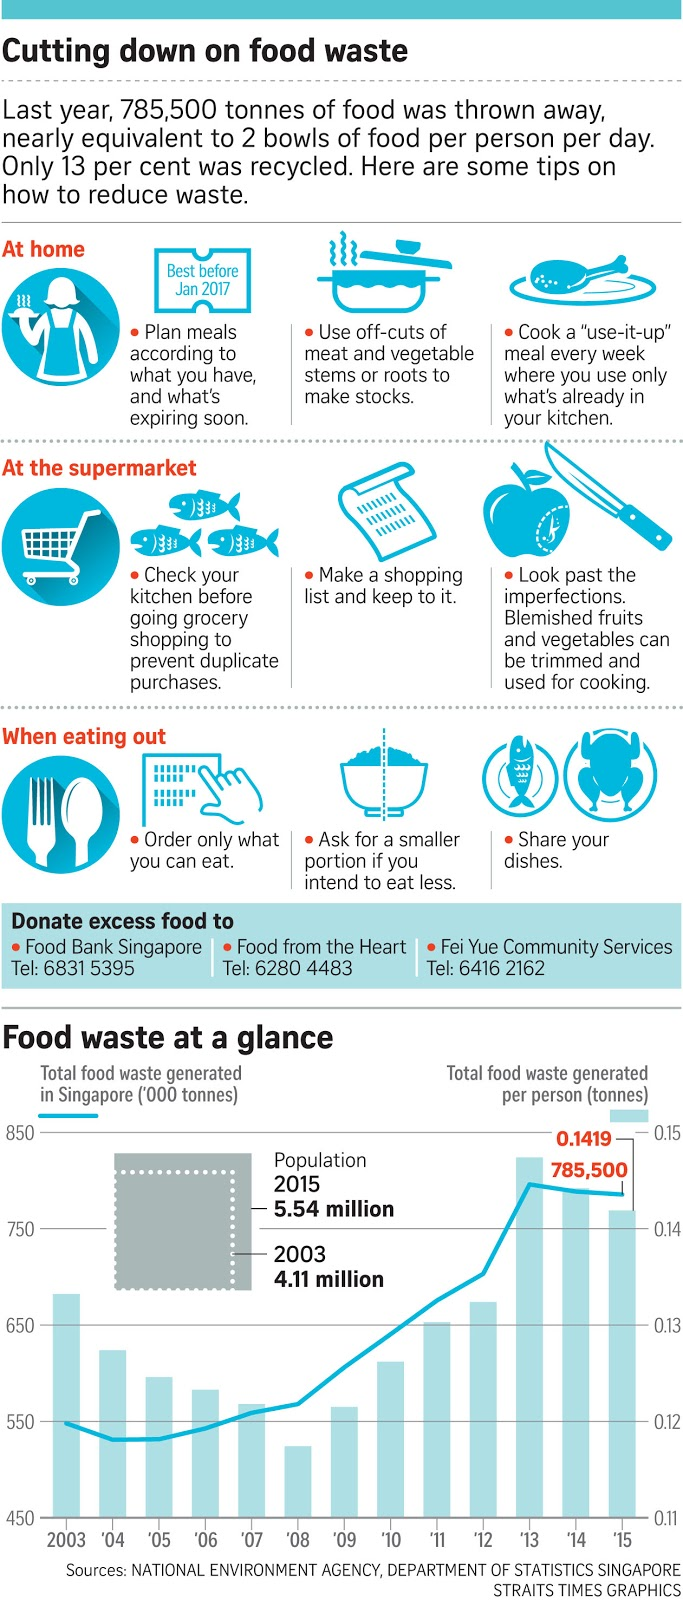 Cutting down on food waste
Last year, 785,500 tonnes of food was thrown away,
nearly equivalent to 2 bowls of food per person per day.
Only 13 per cent was recycled. Here are some tips on
how to reduce waste.
At home
Best before
Jan 2017
• Plan meals
according to
what you have,
and what's
expiring soon.
• Use off-cuts of
meat and vegetable
stems or roots to
make stocks.
• Cook a “use-it-up”
meal every week
where you use only
what's already in
your kitchen.
At the supermarket
• Check your
kitchen before
going grocery
shopping to
prevent duplicate
purchases.
• Make a shopping
list and keep to it.
• Look past the
imperfections.
Blemished fruits
and vegetables can
be trimmed and
used for cooking.
When eating out
• Order only what
you can eat.
• Ask for a smaller
portion if you
intend to eat less.
• Share your
dishes.
Donate excess food to
• Food Bank Singapore
Tel: 6831 5395
• Food from the Heart
Tel: 6280 4483
• Fei Yue Community Services
Tel: 6416 2162
Food waste at a glance
Total food waste generated
in Singapore ('000 tonnes)
Total food waste generated
per person (tonnes)
850
750
650
550
450
0.15
0.14
0.13
0.12
0.11
0.1419
785,500
Population
2015
5.54 million
2003
4.11 million
2003 '04 '05 '06 '07 '08 '09 '10 '11 '12 '13 '14 '15
Sources: NATIONAL ENVIRONMENT AGENCY, DEPARTMENT OF STATISTICS SINGAPORE
STRAITS TIMES GRAPHICS